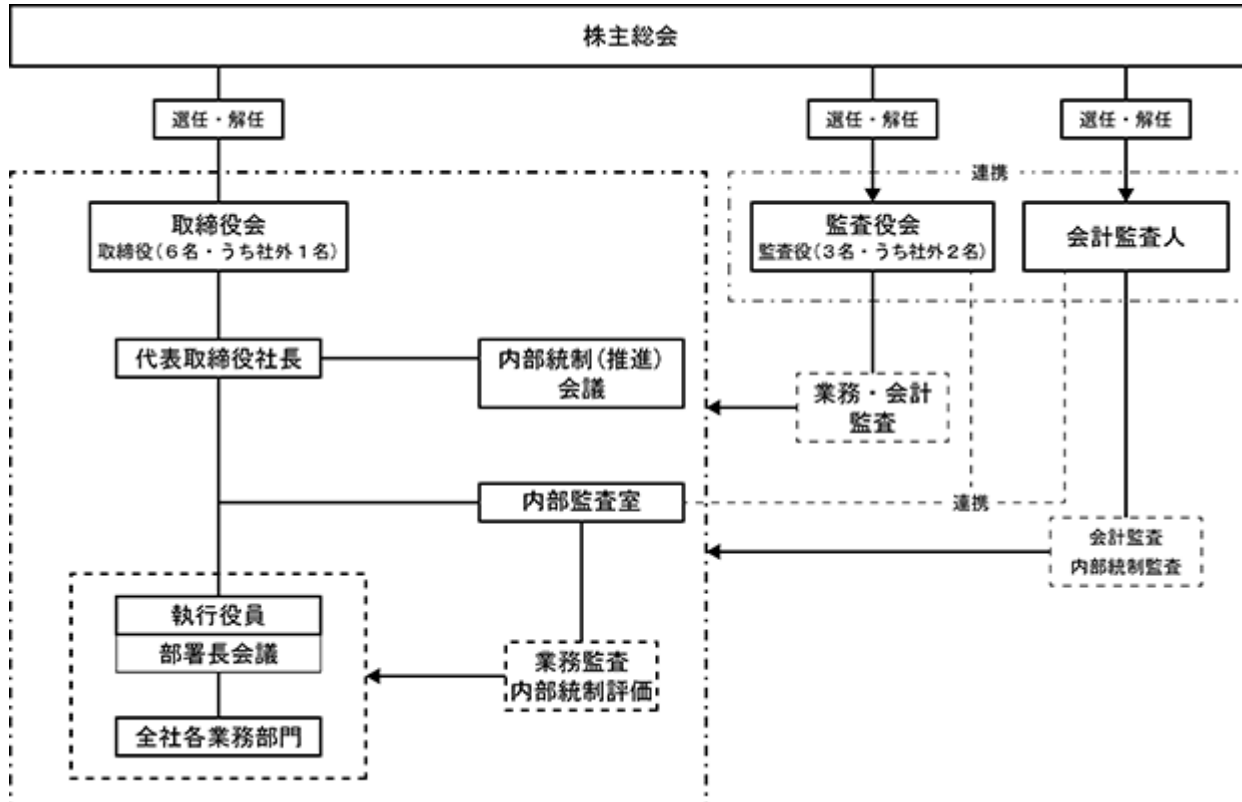 株主総会
選任・解任
選任・解任
選任・解任
連携
取締役会
取締役(6名・うち社外1名)
監査役会
監査役(3名・うち社外2名)
会計監査人
代表取締役社長
内部統制(推進)
会議
業務・会計
監査
内部監査室
連携
会計監査
内部統制監査
執行役員
部署長会議
業務監査
内部統制評価
全社各業務部門